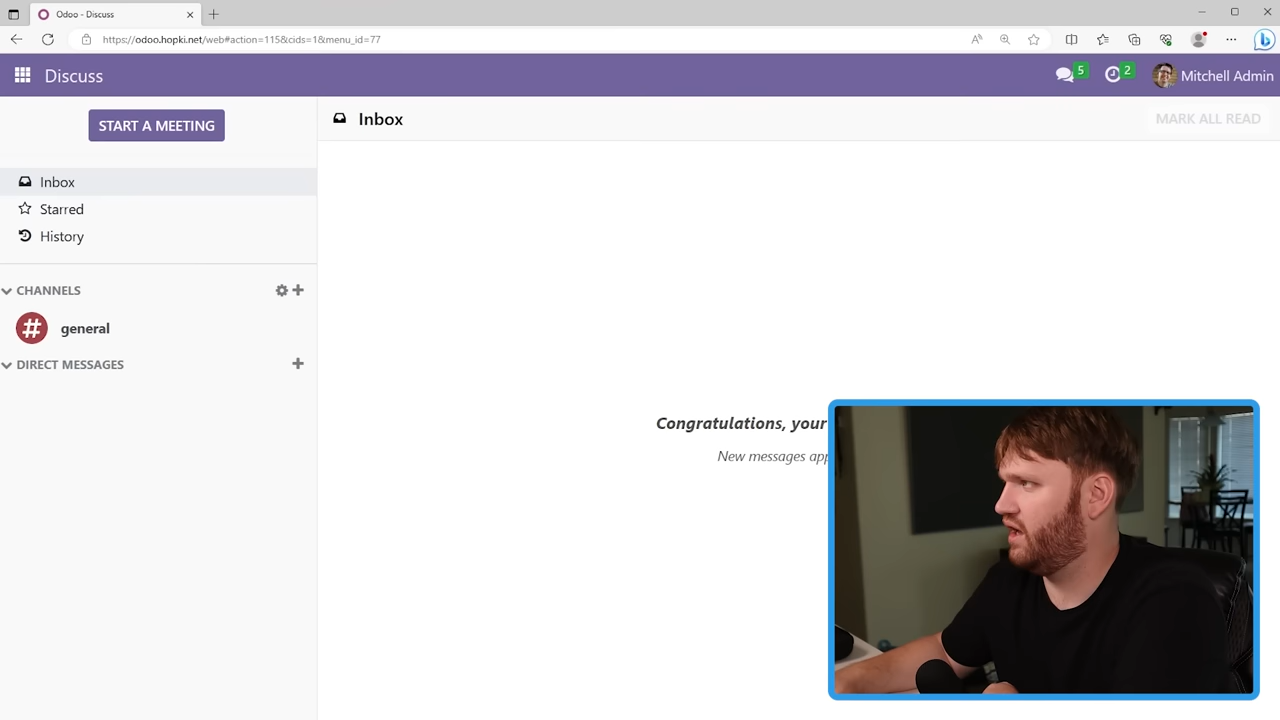 Odoo - Discuss
https://odoo.hopki.net/web#action=115&cids=1&menu_id=77
Discuss
5
2
Mitchell Admin
START A MEETING
Inbox
MARK ALL READ
Inbox
Starred
History
CHANNELS
general
DIRECT MESSAGES
Congratulations, your
New messages app